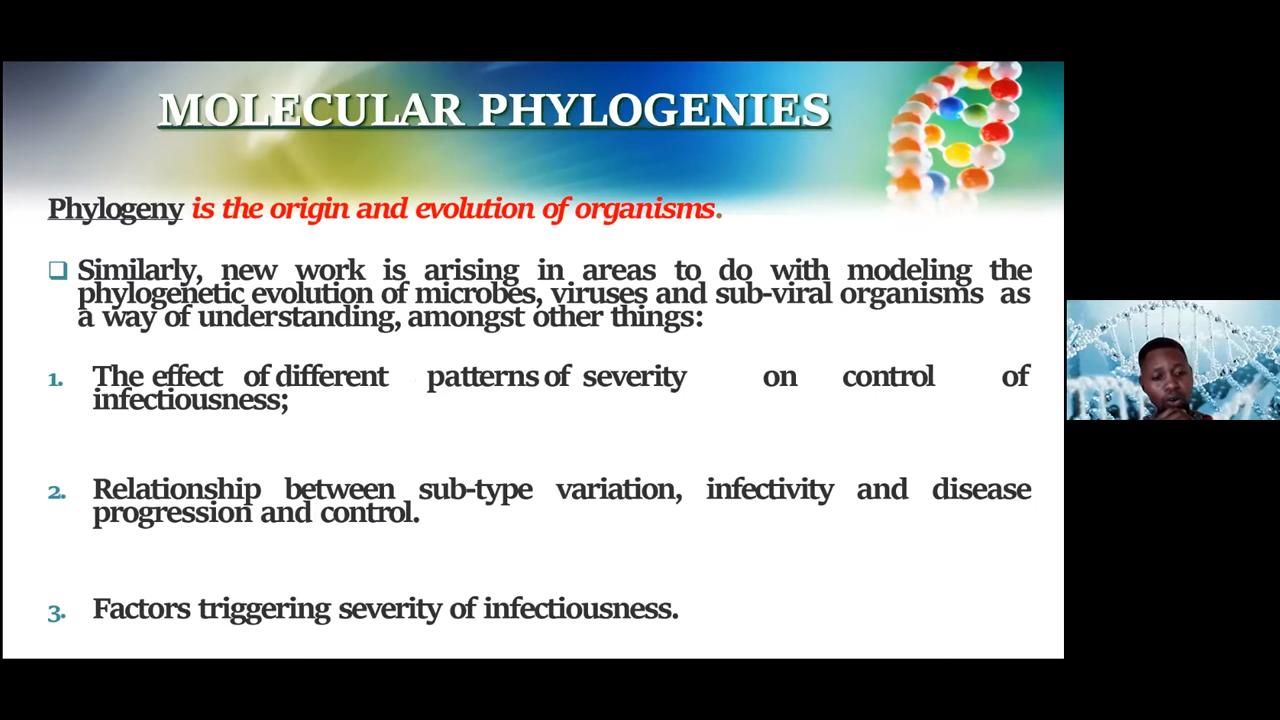 MOLECULAR PHYLOGENIES
Phylogeny is the origin and evolution of organisms.
Similarly, new work is arising in areas to do with modeling the
phylogenetic evolution of microbes, viruses and sub-viral organisms as
a way of understanding, amongst other things:
1. The effect of different patterns of severity on control of
infectiousness;
2. Relationship between sub-type variation, infectivity and disease
progression and control.
3. Factors triggering severity of infectiousness.